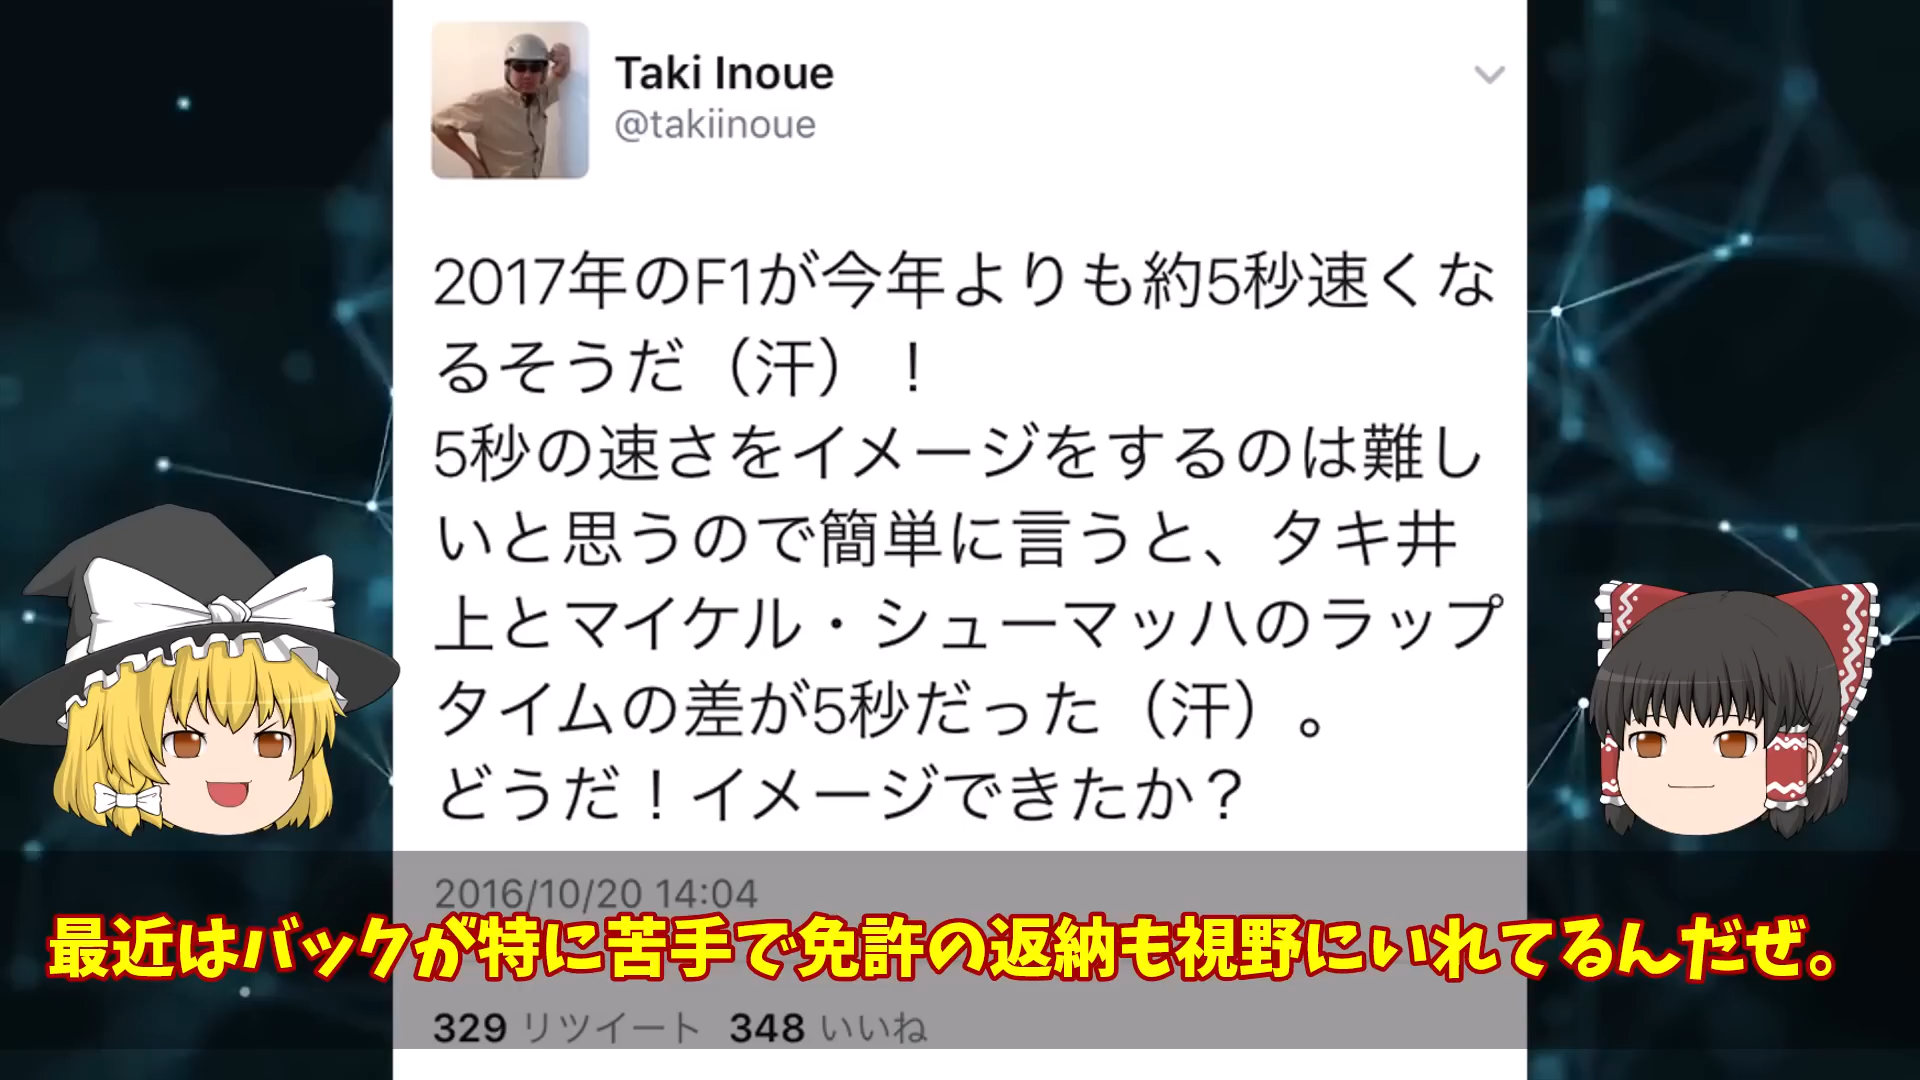 Taki Inoue
@takiinoue
2017年のF1が今年よりも約5秒速くな
るそうだ（汗）！
5秒の速さをイメージをするのは難し
いと思うので簡単に言うと、タキ井
上とマイケル・シューマッハのラップ
タイムの差が5秒だった（汗）。
どうだ！イメージできたか？
2016/10/20 14:04
最近はバックが特に苦手で免許の返納も視野にいれてるんだぜ。
329 リツイート 348 いいね